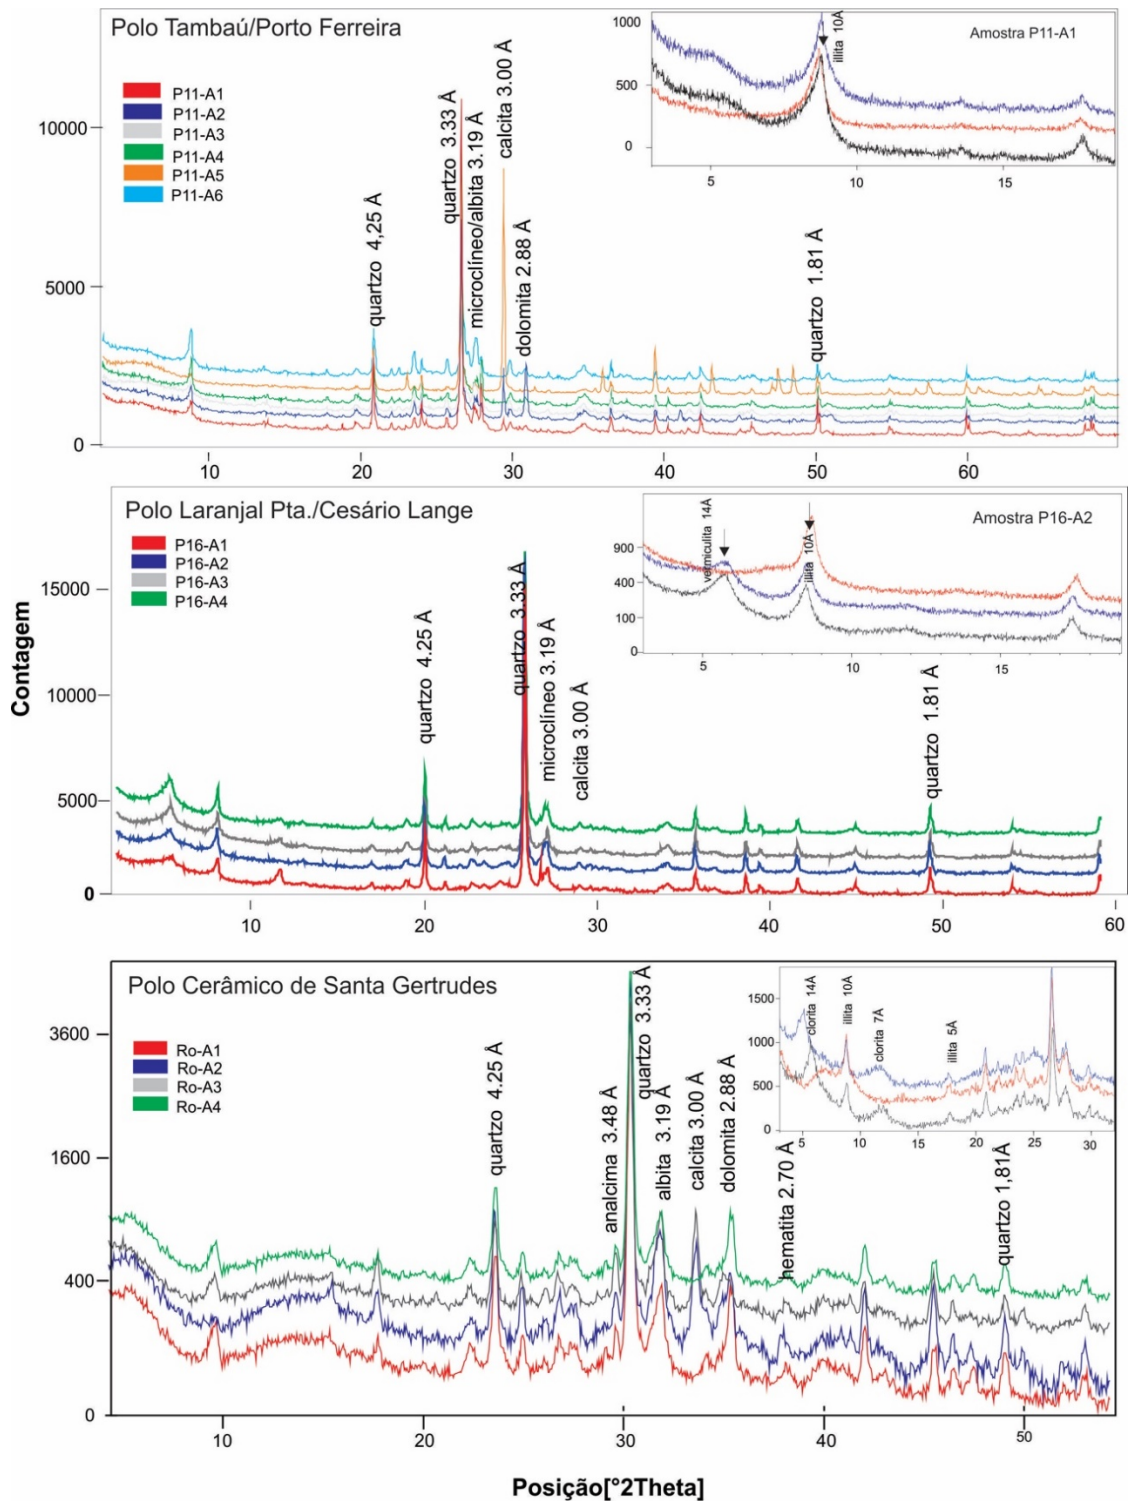 Polo Tambaú/Porto Ferreira
P11-A1
P11-A2
P11-A3
P11-A4
P11-A5
P11-A6
10000
5000
0
quartzo 4,25 Å
quartzo 3.33 Å
microclíneo/albita 3.19 Å
calcita 3.00 Å
dolomita 2.88 Å
quartzo 1.81 Å
10 20 30 40 50 60
Amostra P11-A1
1000
500
0
illita 10Å
5 10 15
Polo Laranjal Pta./Cesário Lange
P16-A1
P16-A2
P16-A3
P16-A4
15000
10000
5000
0
quartzo 4.25 Å
quartzo 3.33 Å
microclíneo 3.19 Å
calcita 3.00 Å
quartzo 1.81 Å
10 20 30 40 50 60
Amostra P16-A2
900
400
100
0
vermiculita 14Å
illita 10Å
5 10 15
Contagem
Polo Cerâmico de Santa Gertrudes
Ro-A1
Ro-A2
Ro-A3
Ro-A4
3600
1600
400
0
quartzo 4.25 Å
analcima 3.48 Å
quartzo 3.33 Å
albita 3.19 Å
calcita 3.00 Å
dolomita 2.88 Å
hematita 2.70 Å
quartzo 1,81Å
10 20 30 40 50
1500
1000
500
0
clorita 14Å
illita 10Å
clorita 7Å
illita 5Å
5 10 15 20 25 30
Posição[°2Theta]